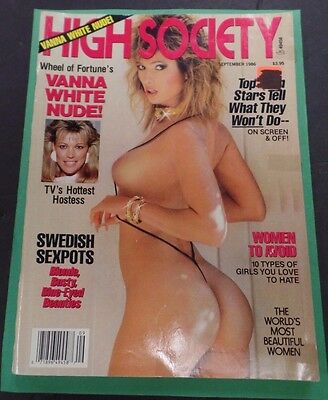 VANNA WHITE NUDE!
HIGH SOCIETY
SEPTEMBER 1986
$3.95
Wheel of Fortune's
VANNA
WHITE
NUDE!
TV's Hottest
Hostess
Top
Stars Tell
What They
Won't Do--
ON SCREEN
& OFF!
SWEDISH
SEXPOTS
Blonde,
Busty,
Blue-Eyed
Beauties
WOMEN
TO AVOID
10 TYPES OF
GIRLS YOU LOVE
TO HATE
THE
WORLD'S
MOST
BEAUTIFUL
WOMEN
09